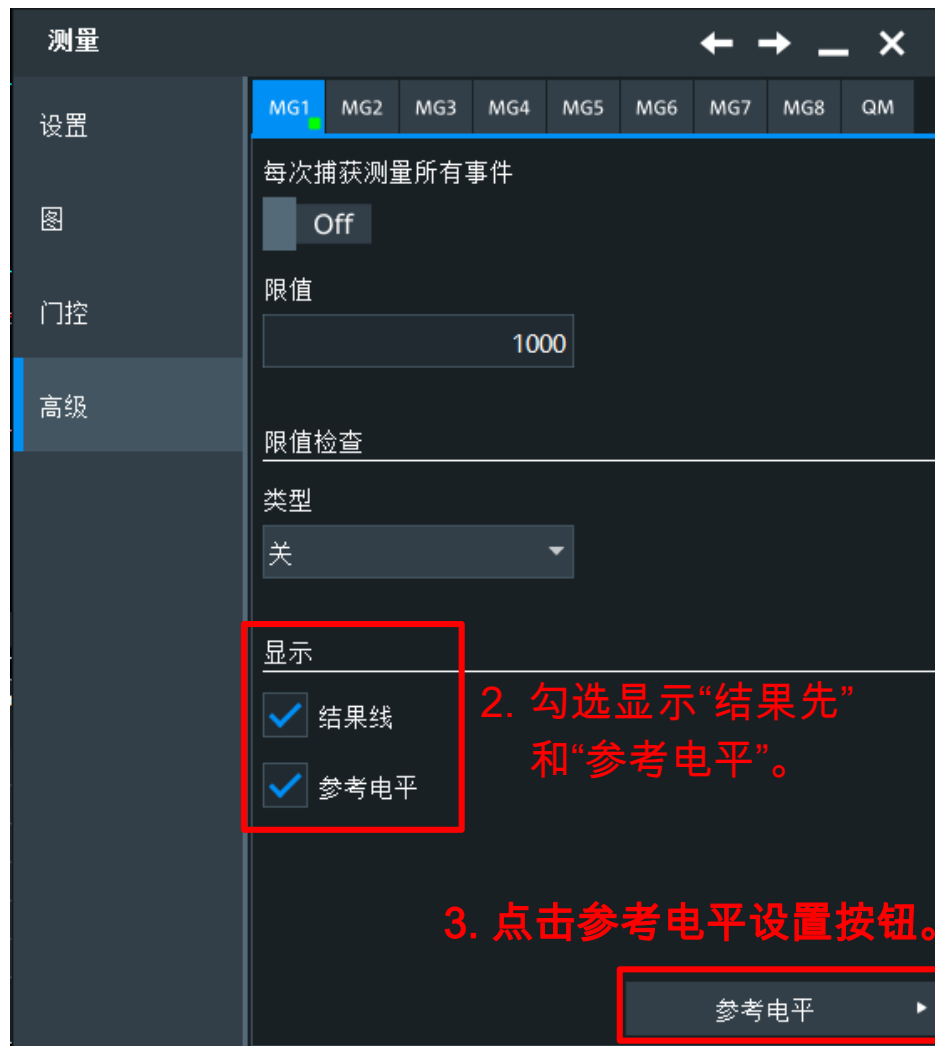 测量
设置
图
门控
高级
MG1 MG2 MG3 MG4 MG5 MG6 MG7 MG8 QM
每次捕获测量所有事件
Off
限值
1000
限值检查
类型
关
显示
结果线
参考电平
2. 勾选显示“结果先”
和“参考电平”。
3. 点击参考电平设置按钮。
参考电平